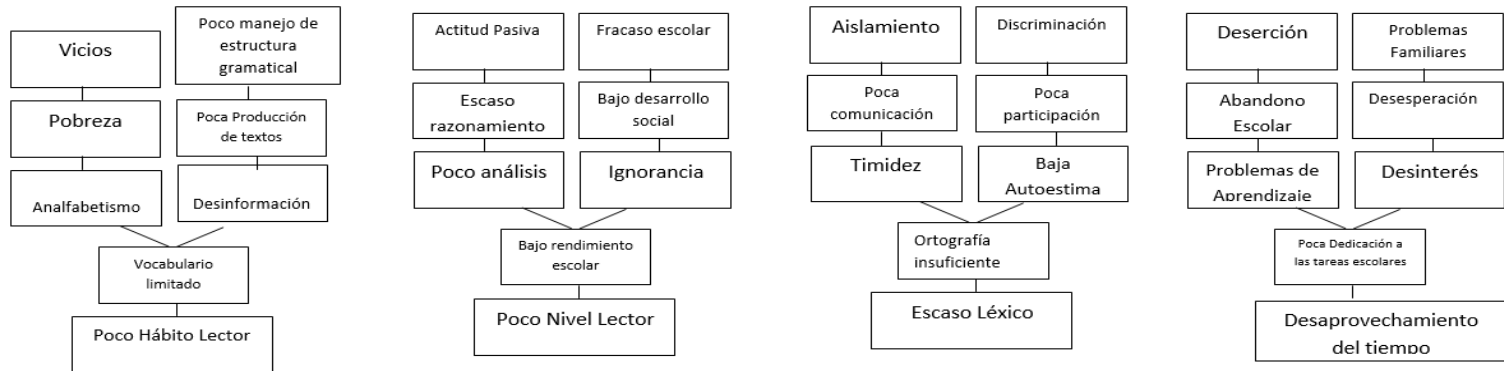 Vicios
Poco manejo de
estructura
gramatical
Pobreza
Poca Producción
de textos
Analfabetismo
Desinformación
Vocabulario
limitado
Poco Hábito Lector
Actitud Pasiva
Fracaso escolar
Escaso
razonamiento
Bajo desarrollo
social
Poco análisis
Ignorancia
Bajo rendimiento
escolar
Poco Nivel Lector
Aislamiento
Discriminación
Poca
comunicación
Poca
participación
Timidez
Baja
Autoestima
Ortografía
insuficiente
Escaso Léxico
Deserción
Problemas
Familiares
Abandono
Escolar
Desesperación
Problemas de
Aprendizaje
Desinterés
Poca Dedicación a
las tareas escolares
Desaprovechamiento
del tiempo